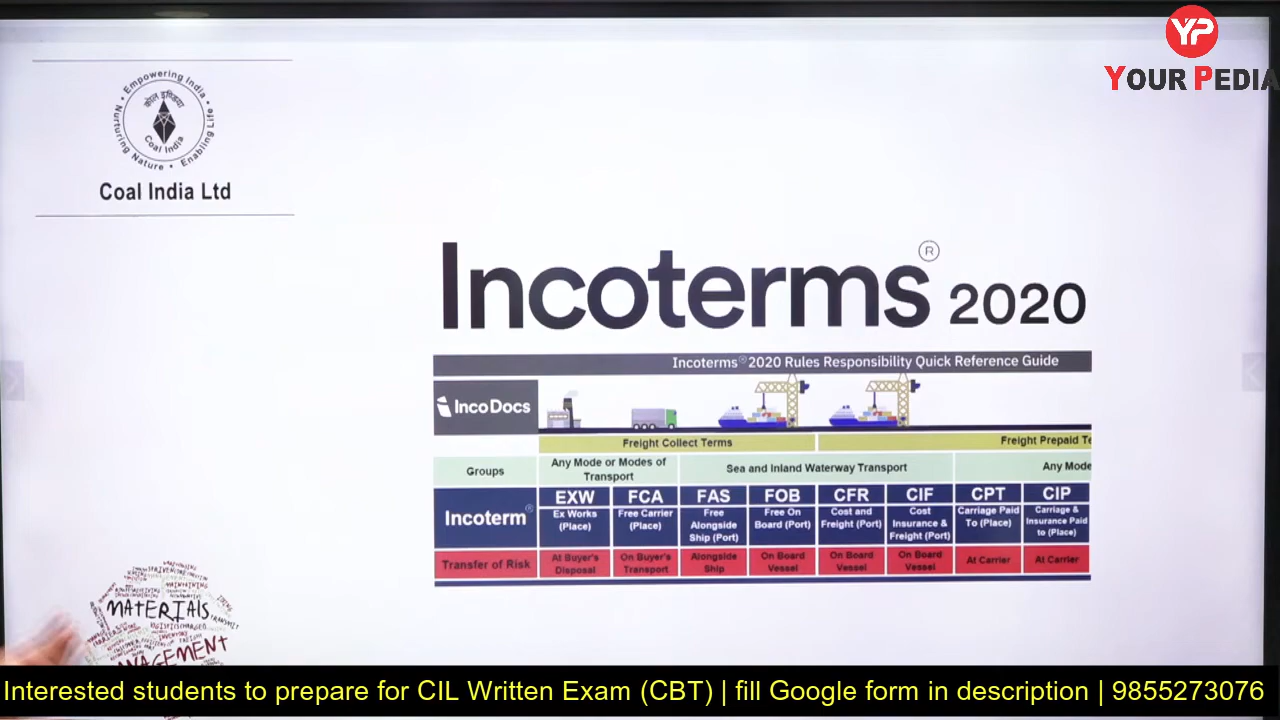 YP
YOUR PEDIA
Empowering India
कोल इण्डिया
Coal India
Nurturing Nature • Enabling Life
Coal India Ltd
Incoterms® 2020
Incoterms® 2020 Rules Responsibility Quick Reference Guide
IncoDocs
Freight Collect Terms
Freight Prepaid Te
Groups
Any Mode or Modes of Transport
Sea and Inland Waterway Transport
Any Mode
Incoterm®
EXW
Ex Works (Place)
FCA
Free Carrier (Place)
FAS
Free Alongside Ship (Port)
FOB
Free On Board (Port)
CFR
Cost and Freight (Port)
CIF
Cost Insurance & Freight (Port)
CPT
Carriage Paid To (Place)
CIP
Carriage & Insurance Paid to (Place)
Transfer of Risk
At Buyer's Disposal
On Buyer's Transport
Alongside Ship
On Board Vessel
On Board Vessel
On Board Vessel
At Carrier
At Carrier
MATERIALS
MANAGEMENT
Interested students to prepare for CIL Written Exam (CBT) | fill Google form in description | 9855273076